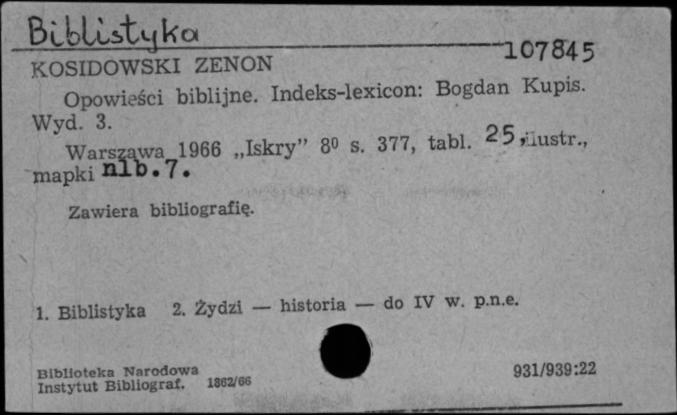 Biblistyka
107845
KOSIDOWSKI ZENON
Opowieści biblijne. Indeks-lexicon: Bogdan Kupis.
Wyd. 3.
Warszawa 1966 „Iskry” 8⁰ s. 377, tabl. 25, ilustr.,
mapki nlb. 7.
Zawiera bibliografię.
1. Biblistyka 2. Żydzi — historia — do IV w. p.n.e.
Biblioteka Narodowa
Instytut Bibliograf. 1862/66
931/939:22